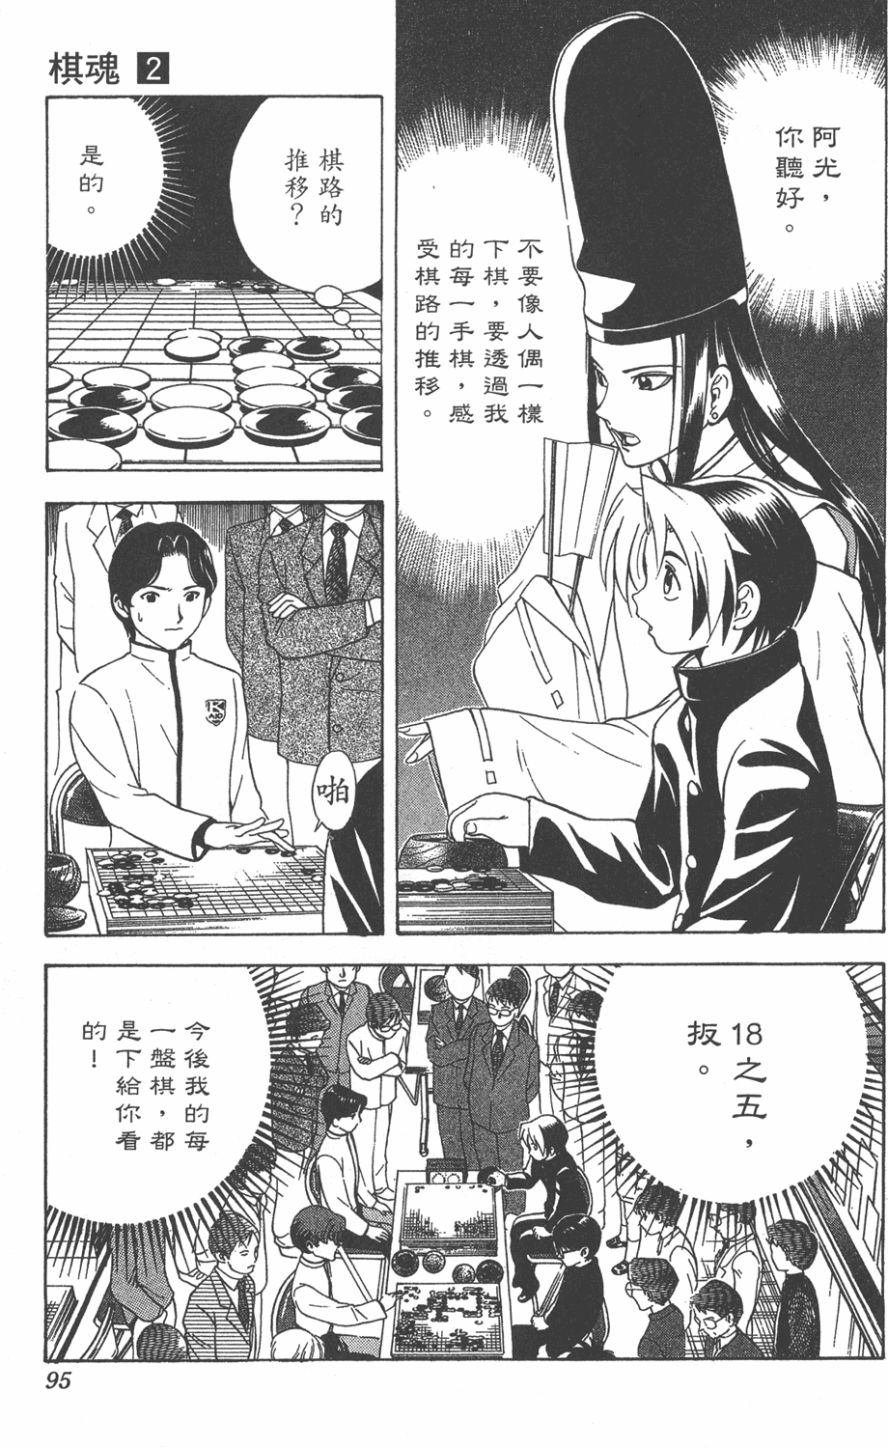 棋魂 2
阿光，
你聽好。
不要像人偶一樣
下棋，要透過我
的每一手棋，感
受棋路的推移。
棋路的
推移？
是的。
啪
K
AIO
18之五，
扳。
今後我的每
一盤棋，都
是下給你看
的！
95